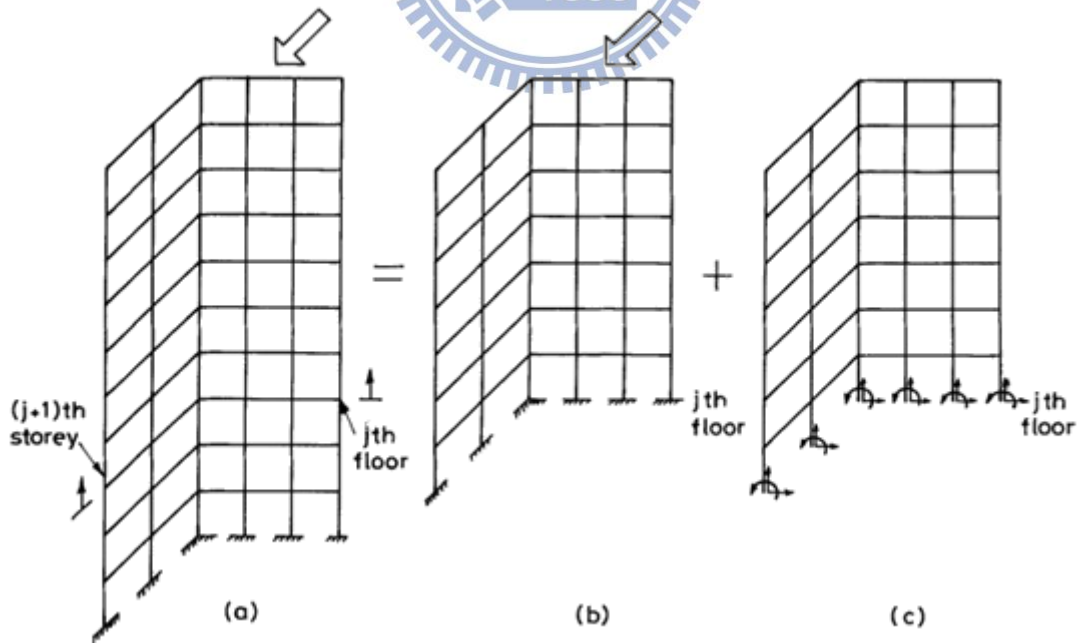 (j+1)th
storey
jth
floor
=
jth
floor
+
jth
floor
(a)
(b)
(c)